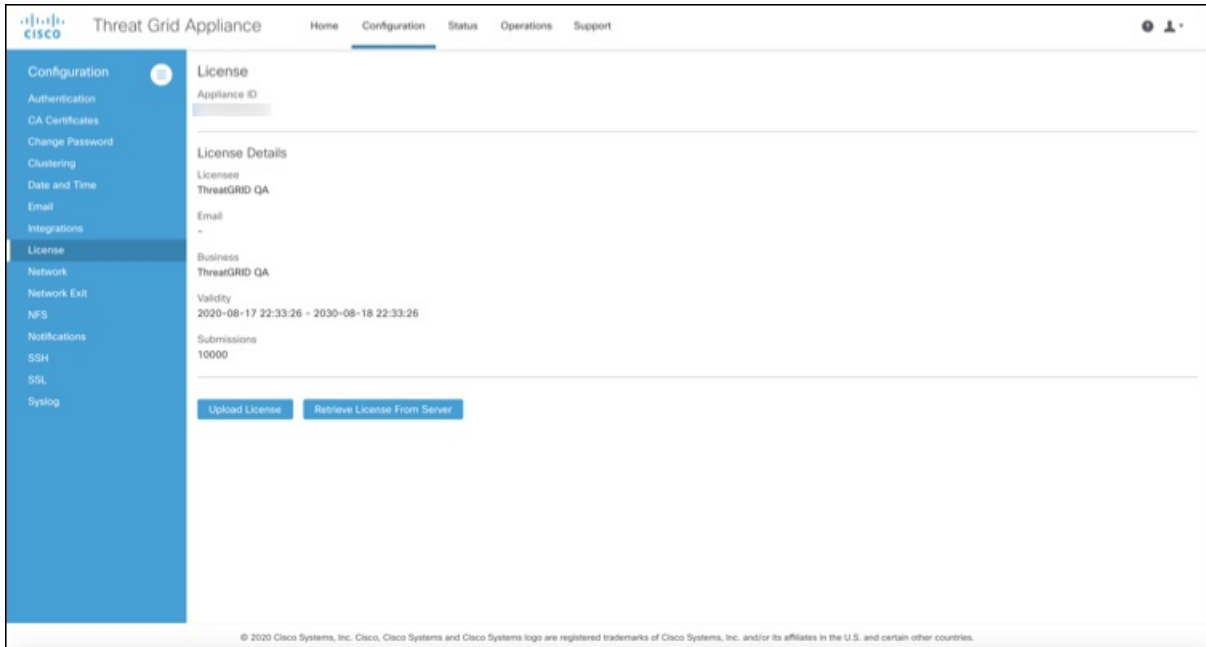 CISCO
Threat Grid Appliance
Home
Configuration
Status
Operations
Support
Configuration
Authentication
CA Certificates
Change Password
Clustering
Date and Time
Email
Integrations
License
Network
Network Exit
NFS
Notifications
SSH
SSL
Syslog
License
Appliance ID
License Details
Licensee
ThreatGRID QA
Email
-
Business
ThreatGRID QA
Validity
2020-08-17 22:33:26 - 2030-08-18 22:33:26
Submissions
10000
Upload License
Retrieve License From Server
© 2020 Cisco Systems, Inc. Cisco, Cisco Systems and Cisco Systems logo are registered trademarks of Cisco Systems, Inc. and/or its affiliates in the U.S. and certain other countries.